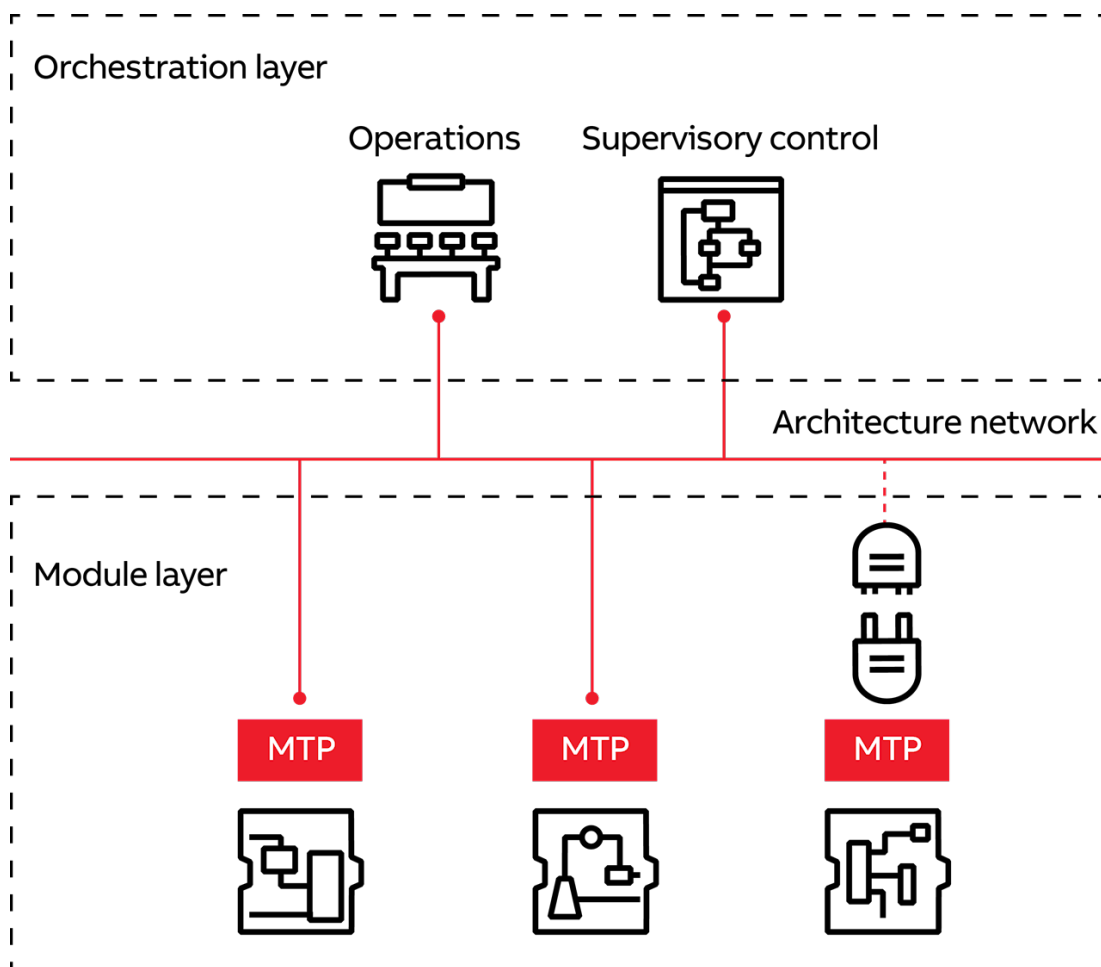 Orchestration layer
Operations
Supervisory control
Architecture network
Module layer
MTP
MTP
MTP